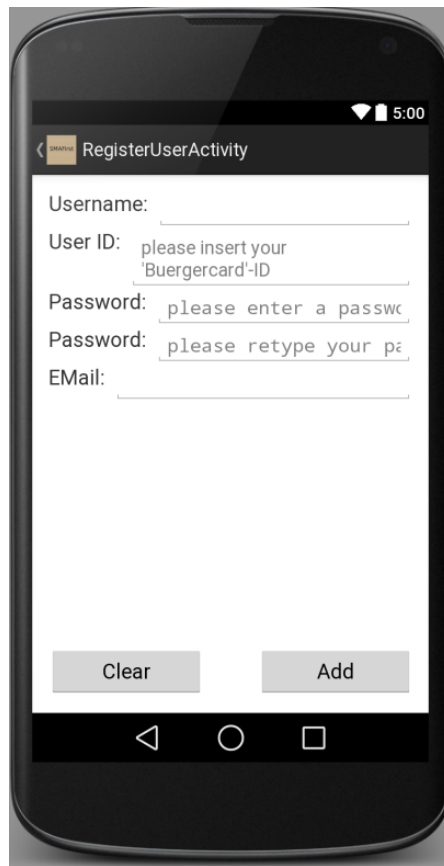 5:00
RegisterUserActivity
Username:
User ID: please insert your
'Buergercard'-ID
Password: please enter a passwo
Password: please retype your pa
EMail:
Clear Add